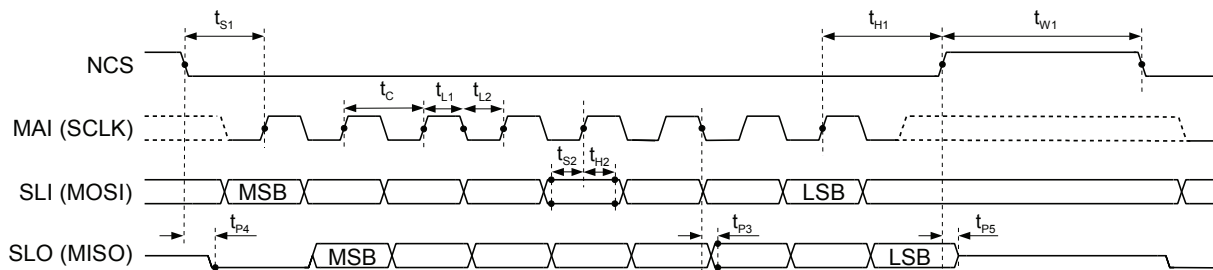 tS1 tH1 tW1
NCS
tC tL1 tL2
MAI (SCLK)
tS2 tH2
SLI (MOSI) MSB LSB
tP4 tP3 tP5
SLO (MISO) MSB LSB